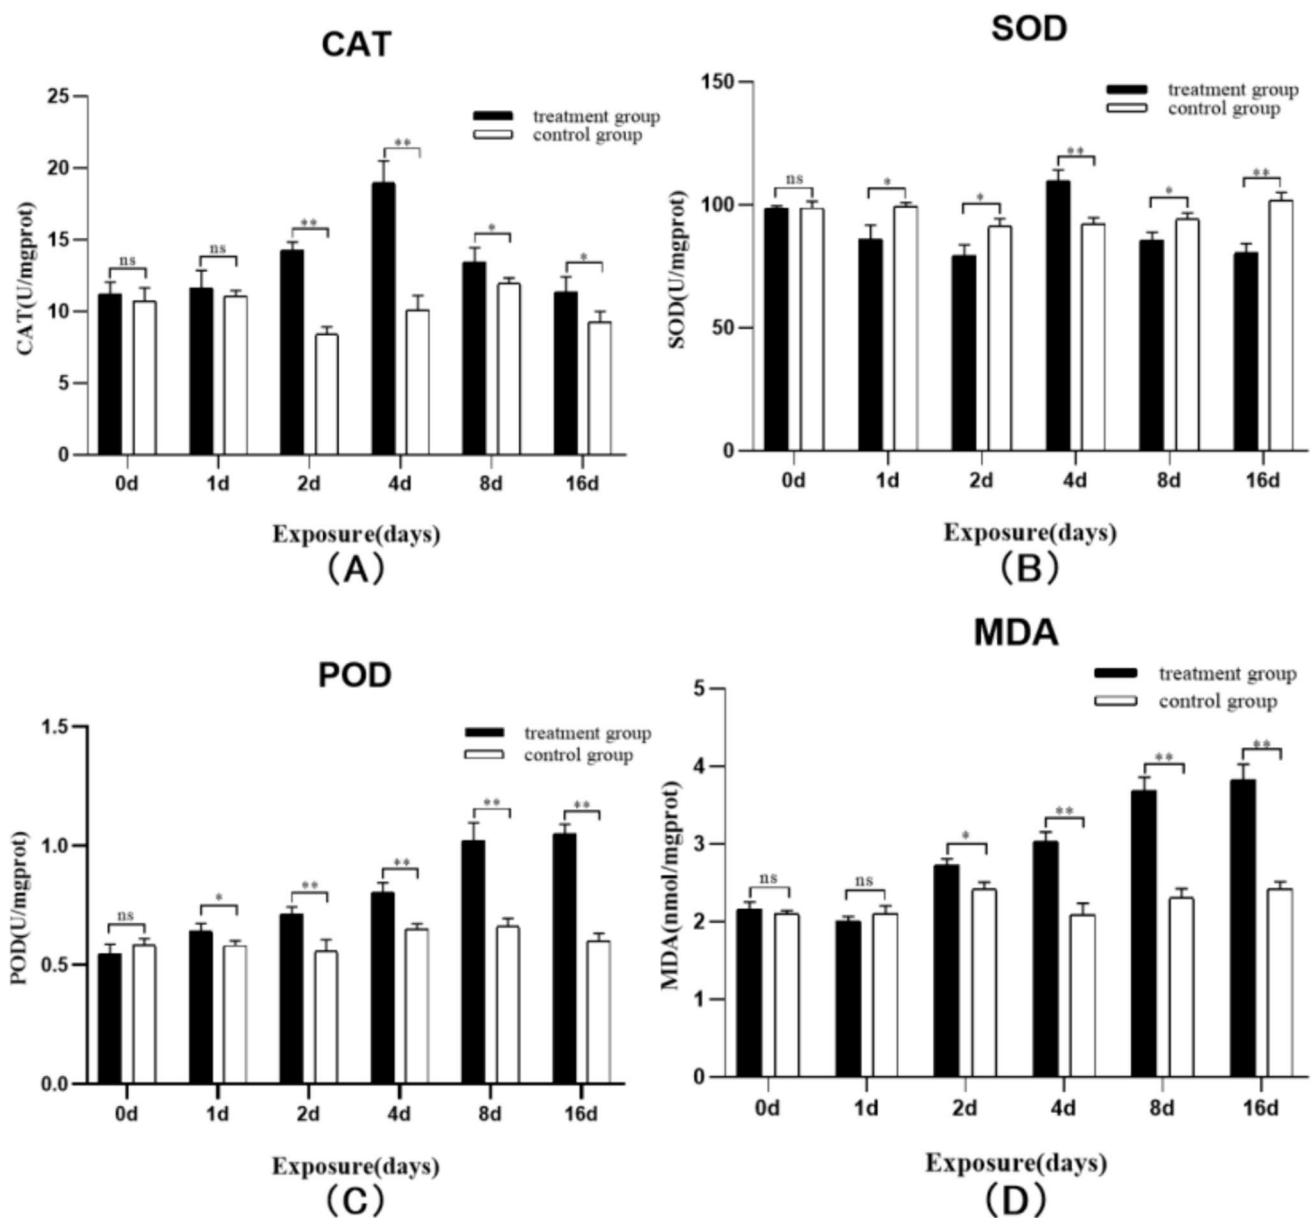 CAT
treatment group
control group
CAT(U/mgprot)
25
20
15
10
5
0
ns
ns
**
**
*
*
0d
1d
2d
4d
8d
16d
Exposure(days)
(A)
SOD
treatment group
control group
SOD(U/mgprot)
150
100
50
0
ns
*
*
**
*
**
0d
1d
2d
4d
8d
16d
Exposure(days)
(B)
POD
treatment group
control group
POD(U/mgprot)
1.5
1.0
0.5
0.0
ns
*
**
**
**
**
0d
1d
2d
4d
8d
16d
Exposure(days)
(C)
MDA
treatment group
control group
MDA(nmol/mgprot)
5
4
3
2
1
0
ns
ns
*
**
**
**
0d
1d
2d
4d
8d
16d
Exposure(days)
(D)